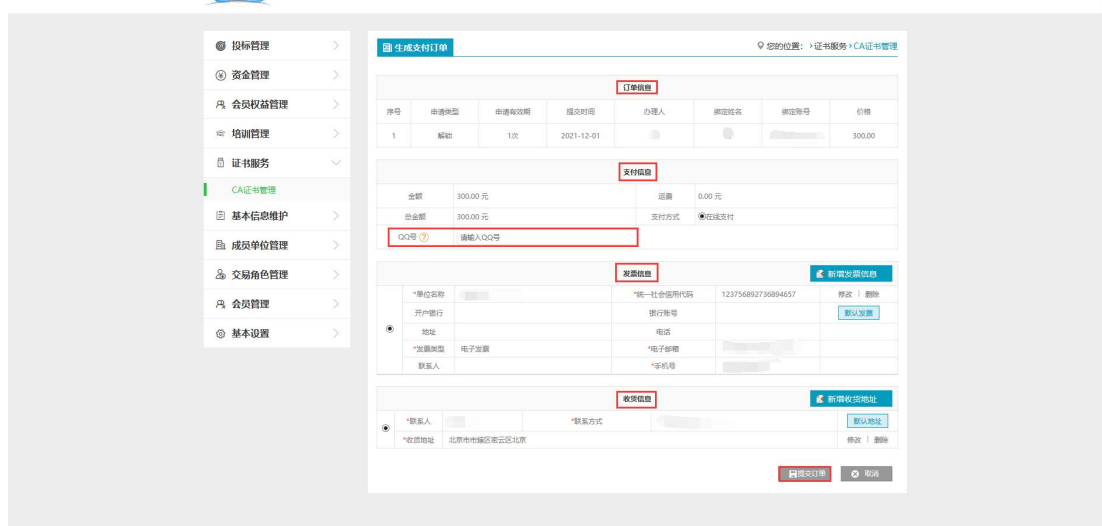 投标管理
资金管理
会员权益管理
培训管理
证书服务
CA证书管理
基本信息维护
成员单位管理
交易角色管理
会员管理
基本设置
生成支付订单
您的位置: ›证书服务›CA证书管理
订单信息
序号 申请类型 申请有效期 提交时间 办理人 绑定姓名 绑定账号 价格
1 解锁 1次 2021-12-01 300.00
支付信息
金额 300.00 元 运费 0.00 元
总金额 300.00 元 支付方式 在线支付
QQ号 ? 请输入QQ号
发票信息 新增发票信息
*单位名称 *统一社会信用代码 123756892736894657 修改 | 删除
开户银行 银行账号 默认发票
地址 电话
*发票类型 电子发票 *电子邮箱
联系人 *手机号
收货信息 新增收货地址
*联系人 *联系方式 默认地址
*收货地址 北京市市辖区密云区北京 修改 | 删除
提交订单 取消